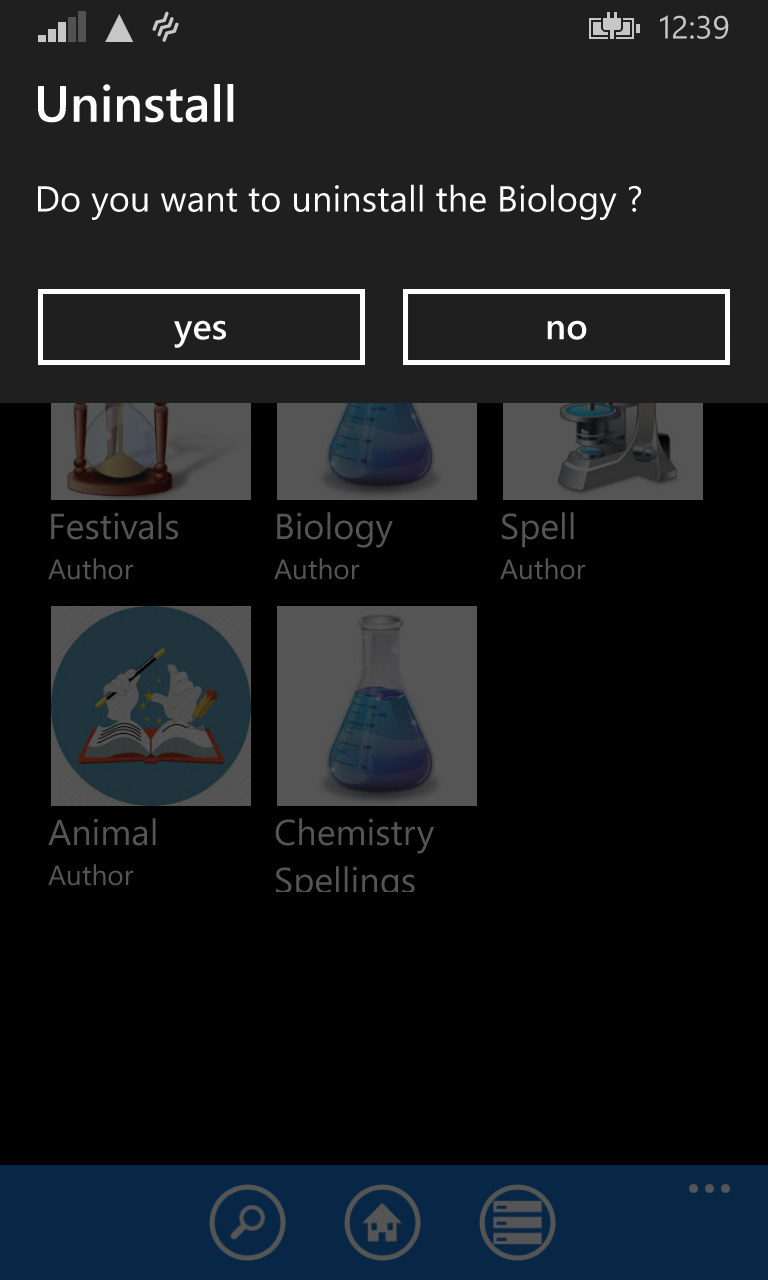 12:39
Uninstall
Do you want to uninstall the Biology ?
yes no
Festivals Biology Spell
Author Author Author
Animal Chemistry
Author Spellings